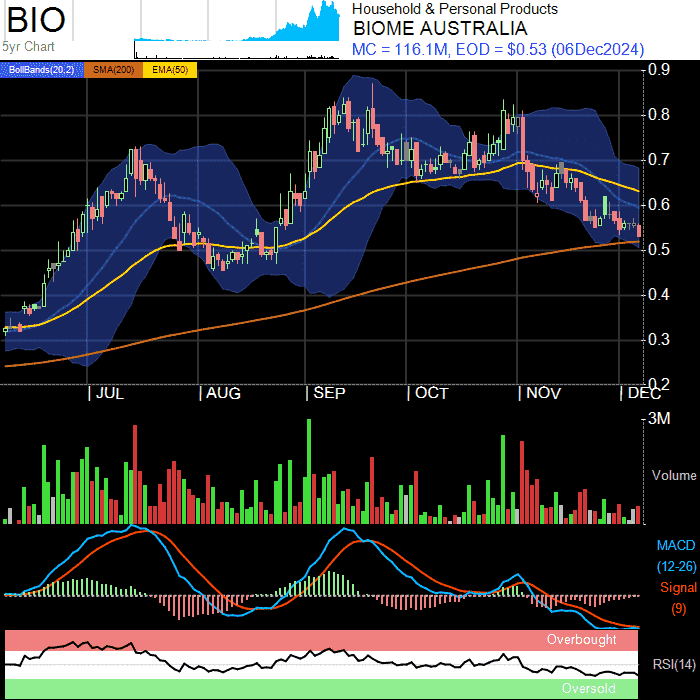 BIO
5yr Chart
Household & Personal Products
BIOME AUSTRALIA
MC = 116.1M, EOD = $0.53 (06Dec2024)
BollBands(20,2) SMA(200) EMA(50)
0.9
0.8
0.7
0.6
0.5
0.4
0.3
0.2
JUL AUG SEP OCT NOV DEC
3M
Volume
MACD
(12-26)
Signal
(9)
Overbought
RSI(14)
Oversold